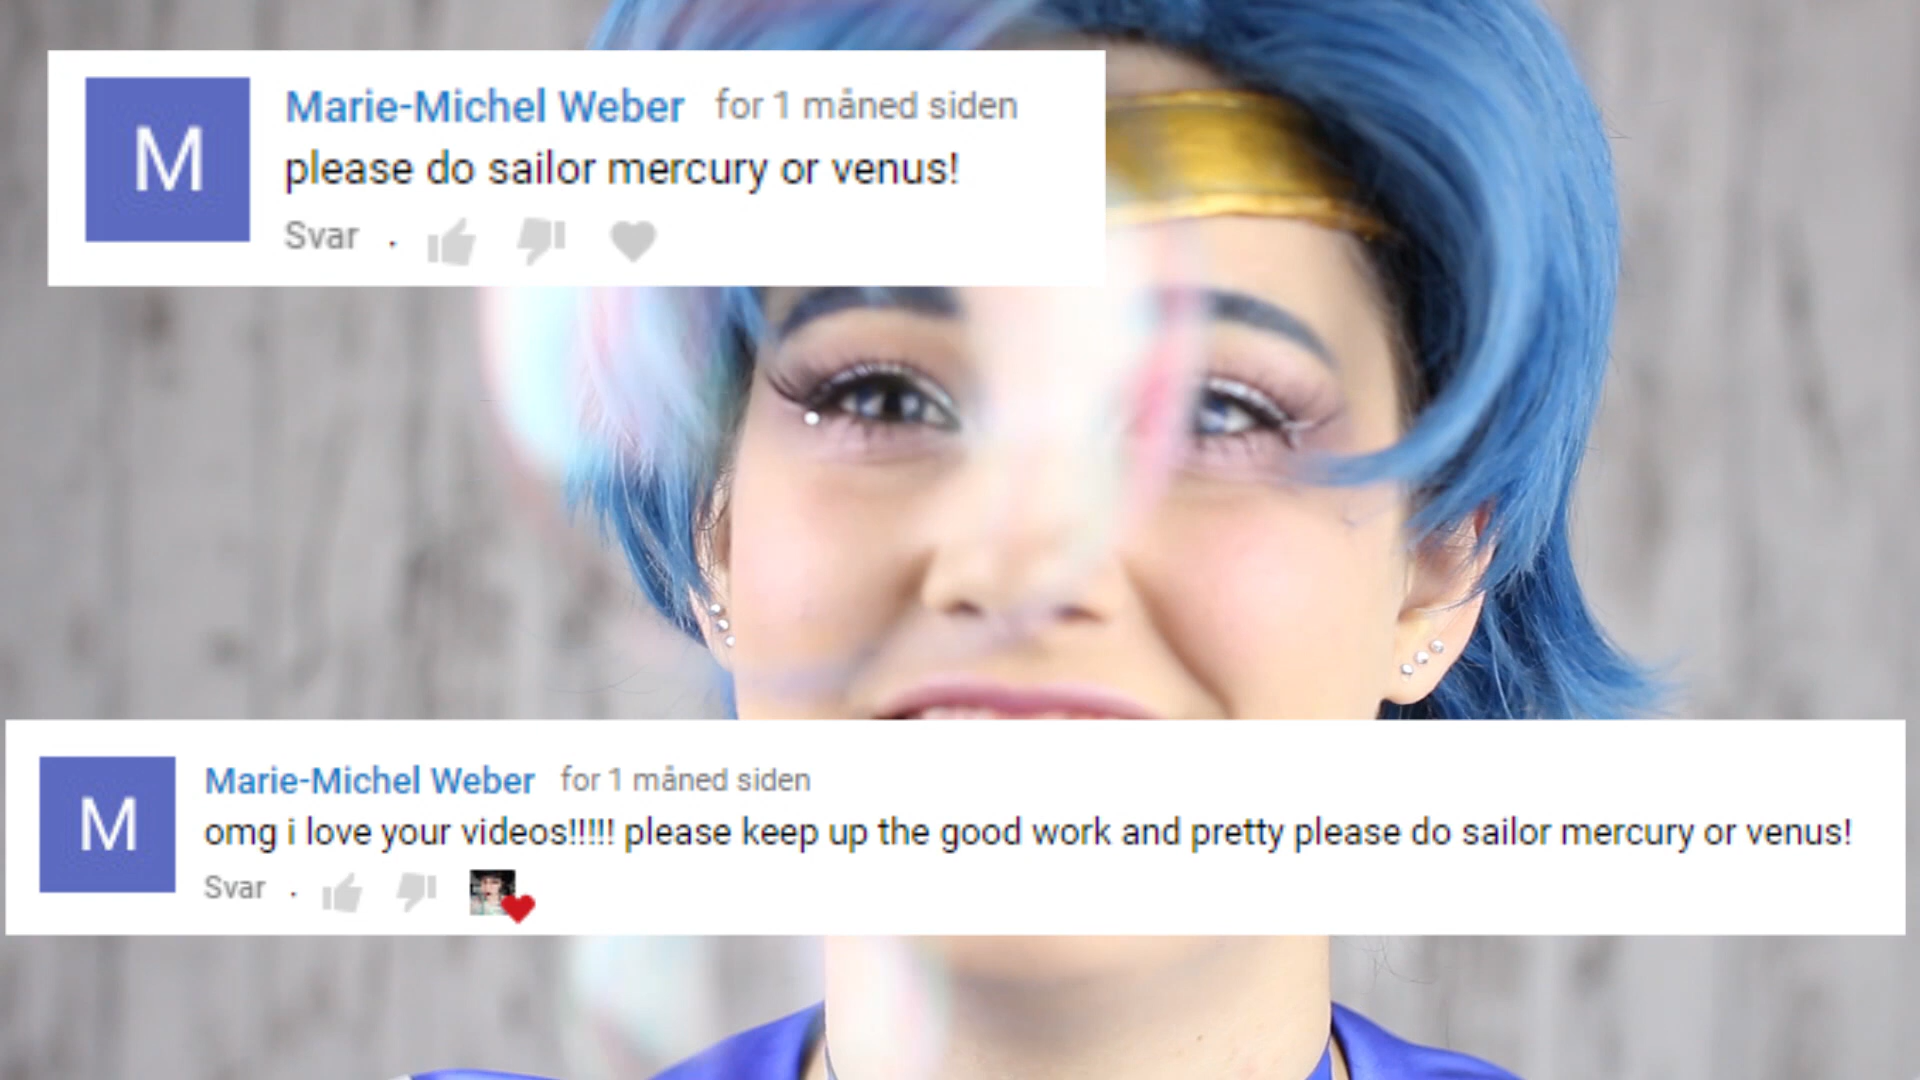 M
Marie-Michel Weber for 1 måned siden
please do sailor mercury or venus!
Svar .
M
Marie-Michel Weber for 1 måned siden
omg i love your videos!!!!! please keep up the good work and pretty please do sailor mercury or venus!
Svar .